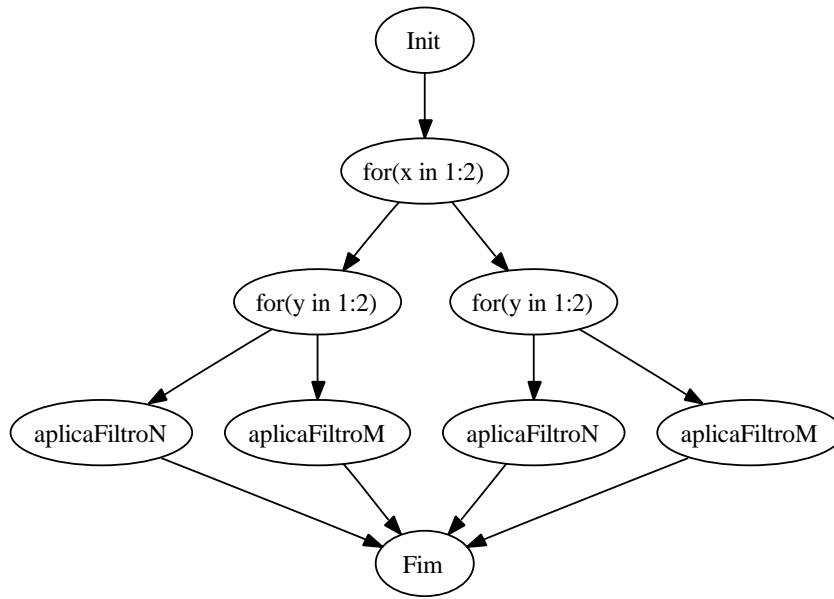 Init
for(x in 1:2)
for(y in 1:2)
for(y in 1:2)
aplicaFiltroN
aplicaFiltroM
aplicaFiltroN
aplicaFiltroM
Fim